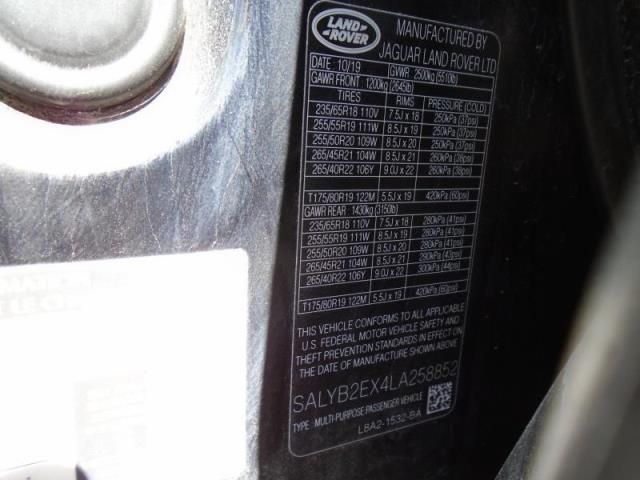 LAND ROVER
MANUFACTURED BY
JAGUAR LAND ROVER LTD
DATE 10/19 GVWR 2500kg (5510lb)
GAWR FRONT 1200kg (2645lb)
TIRES RIMS PRESSURE (COLD)
235/65R18 110V 7.5J x 18 250kPa (37psi)
255/55R19 111W 8.5J x 19 250kPa (37psi)
255/50R20 109W 8.5J x 20 250kPa (37psi)
265/45R21 104W 8.5J x 21 260kPa (38psi)
265/40R22 106Y 9.0J x 22 260kPa (38psi)
T175/80R19 122M 5.5J x 19 420kPa (60psi)
GAWR REAR 1430kg (3150lb)
235/65R18 110V 7.5J x 18 280kPa (41psi)
255/55R19 111W 8.5J x 19 280kPa (41psi)
255/50R20 109W 8.5J x 20 280kPa (41psi)
265/45R21 104W 8.5J x 21 290kPa (43psi)
265/40R22 106Y 9.0J x 22 300kPa (44psi)
T175/80R19 122M 5.5J x 19 420kPa (60psi)
THIS VEHICLE CONFORMS TO ALL APPLICABLE
U.S. FEDERAL MOTOR VEHICLE SAFETY AND
THEFT PREVENTION STANDARDS IN EFFECT ON
THE DATE OF MANUFACTURE SHOWN ABOVE
SALYB2EX4LA258852
TYPE: MULTI-PURPOSE PASSENGER VEHICLE
L8A2-1532-BA